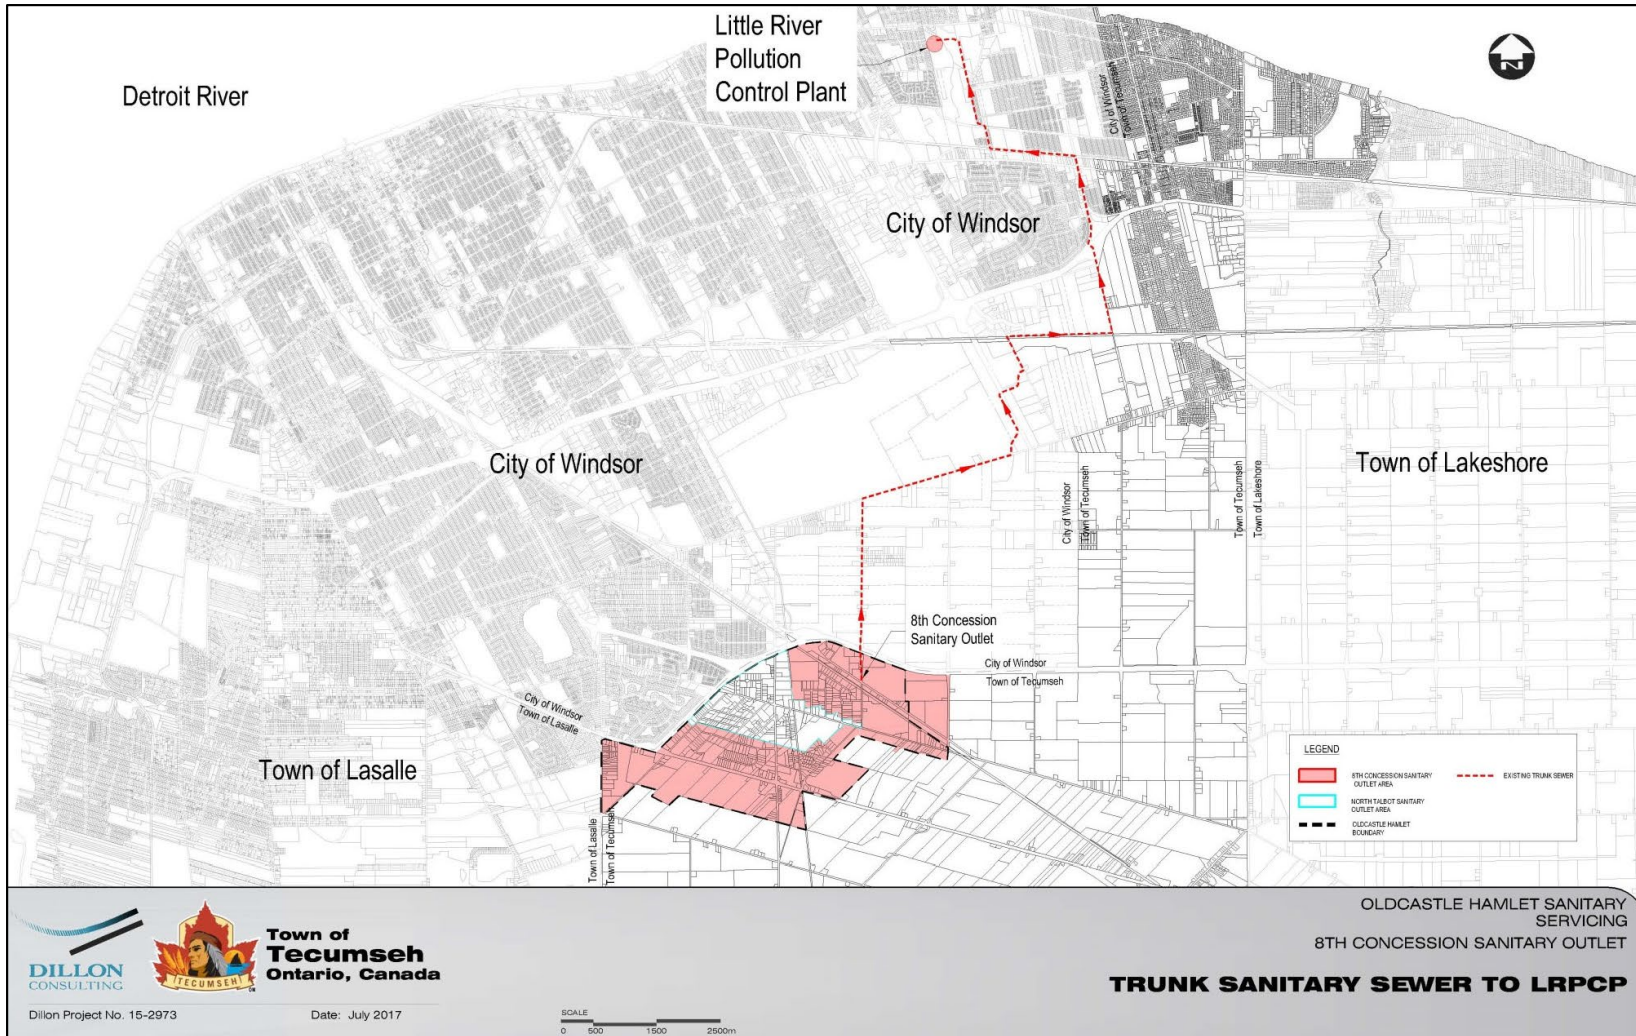 Little River
Pollution
Control Plant
Detroit River
N
City of Windsor
Town of Tecumseh
City of Windsor
City of Windsor
Town of Lakeshore
City of Windsor
Town of Tecumseh
Town of Tecumseh
Town of Lakeshore
8th Concession
Sanitary Outlet
City of Windsor
Town of Tecumseh
City of Windsor
Town of Lasalle
Town of Lasalle
Town of Lasalle
Town of Tecumseh
LEGEND
8TH CONCESSION SANITARY
OUTLET AREA
EXISTING TRUNK SEWER
NORTH TALBOT SANITARY
OUTLET AREA
OLDCASTLE HAMLET
BOUNDARY
DILLON
CONSULTING
TECUMSEH
Town of
Tecumseh
Ontario, Canada
Dillon Project No. 15-2973
Date: July 2017
SCALE
0 500 1500 2500m
OLDCASTLE HAMLET SANITARY
SERVICING
8TH CONCESSION SANITARY OUTLET
TRUNK SANITARY SEWER TO LRPCP